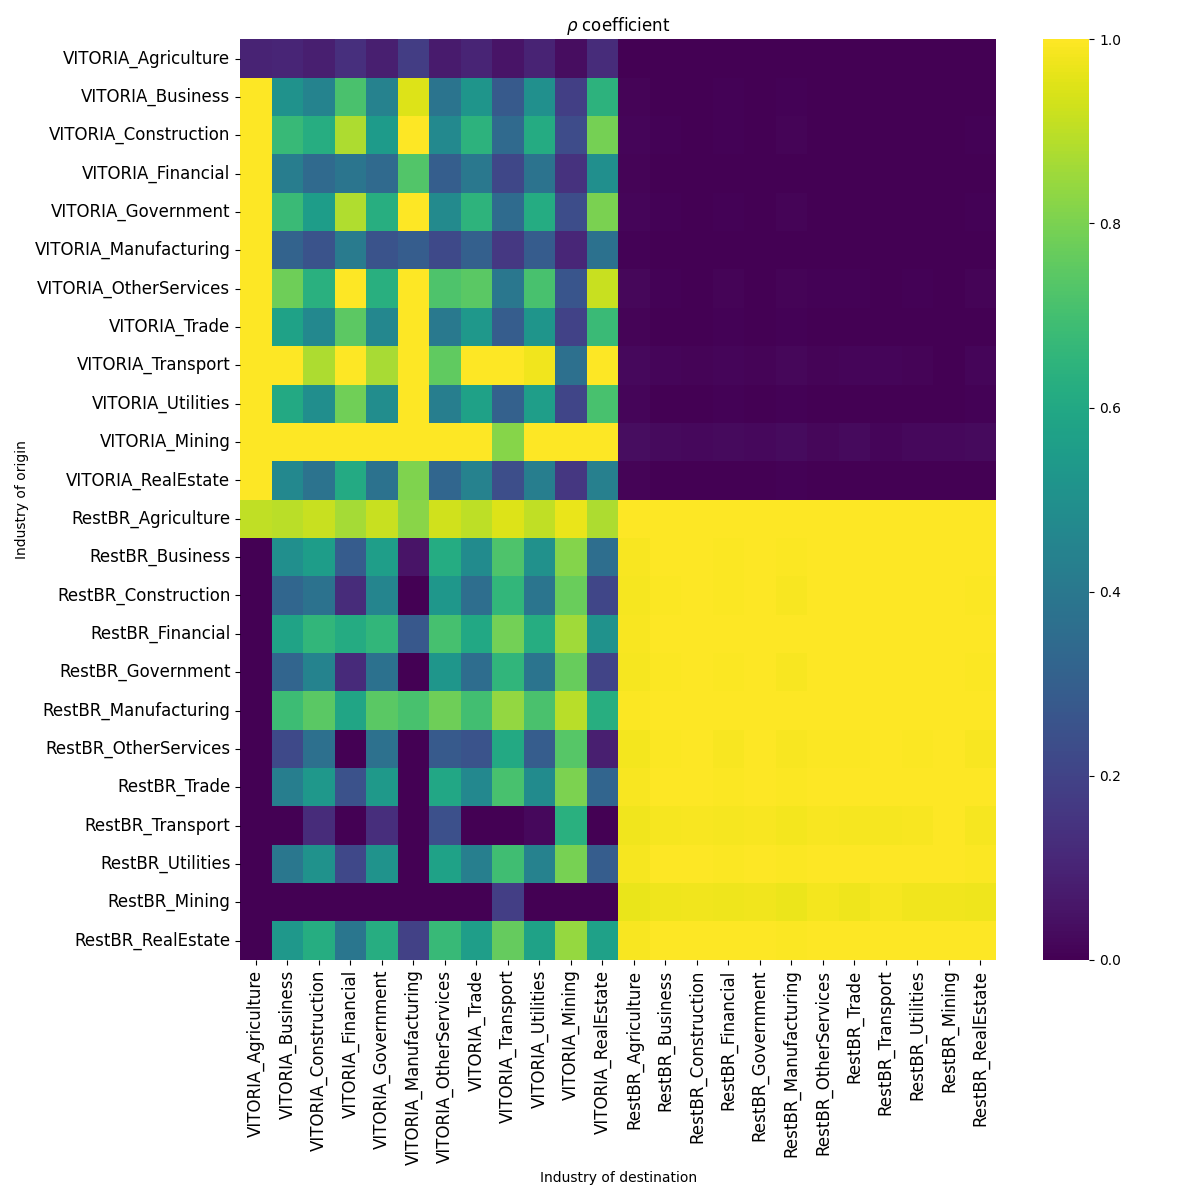 ρ coefficient
VITORIA_Agriculture
VITORIA_Business
VITORIA_Construction
VITORIA_Financial
VITORIA_Government
VITORIA_Manufacturing
VITORIA_OtherServices
VITORIA_Trade
VITORIA_Transport
VITORIA_Utilities
VITORIA_Mining
VITORIA_RealEstate
RestBR_Agriculture
RestBR_Business
RestBR_Construction
RestBR_Financial
RestBR_Government
RestBR_Manufacturing
RestBR_OtherServices
RestBR_Trade
RestBR_Transport
RestBR_Utilities
RestBR_Mining
RestBR_RealEstate
Industry of origin
VITORIA_Agriculture
VITORIA_Business
VITORIA_Construction
VITORIA_Financial
VITORIA_Government
VITORIA_Manufacturing
VITORIA_OtherServices
VITORIA_Trade
VITORIA_Transport
VITORIA_Utilities
VITORIA_Mining
VITORIA_RealEstate
RestBR_Agriculture
RestBR_Business
RestBR_Construction
RestBR_Financial
RestBR_Government
RestBR_Manufacturing
RestBR_OtherServices
RestBR_Trade
RestBR_Transport
RestBR_Utilities
RestBR_Mining
RestBR_RealEstate
Industry of destination
1.0
0.8
0.6
0.4
0.2
0.0